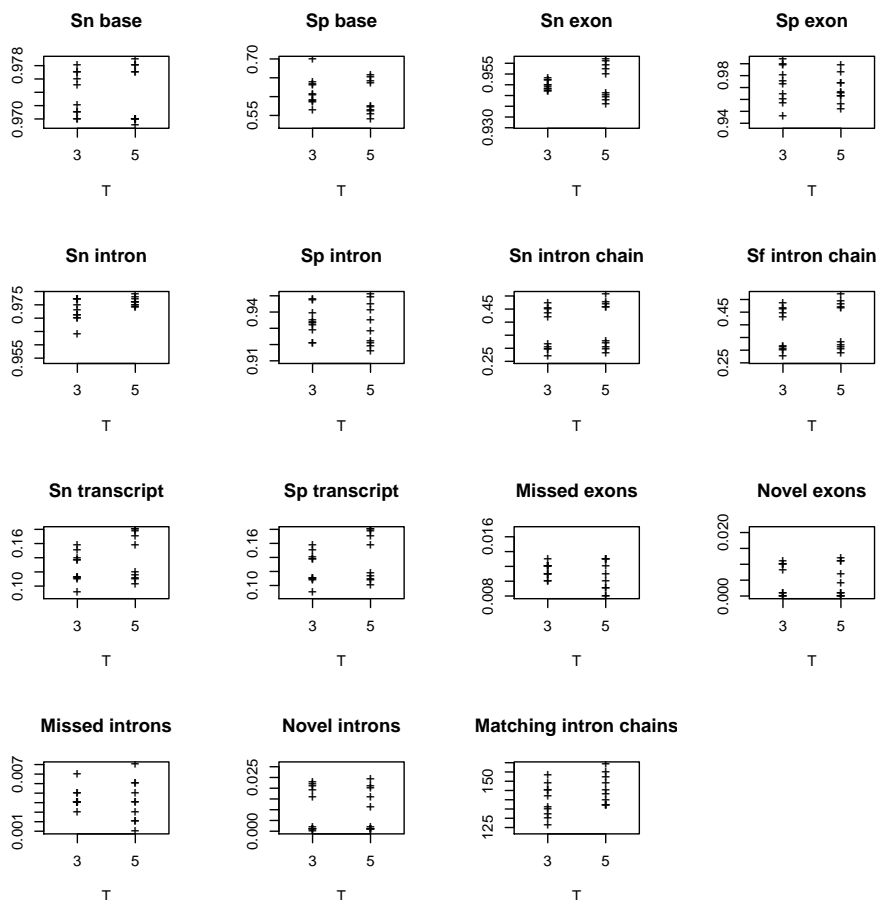 Sn base
0.970 0.978
3 5
T
Sp base
0.55 0.70
3 5
T
Sn exon
0.930 0.955
3 5
T
Sp exon
0.94 0.98
3 5
T
Sn intron
0.955 0.975
3 5
T
Sp intron
0.91 0.94
3 5
T
Sn intron chain
0.25 0.45
3 5
T
Sf intron chain
0.25 0.45
3 5
T
Sn transcript
0.10 0.16
3 5
T
Sp transcript
0.10 0.16
3 5
T
Missed exons
0.008 0.016
3 5
T
Novel exons
0.000 0.020
3 5
T
Missed introns
0.001 0.007
3 5
T
Novel introns
0.000 0.025
3 5
T
Matching intron chains
125 150
3 5
T